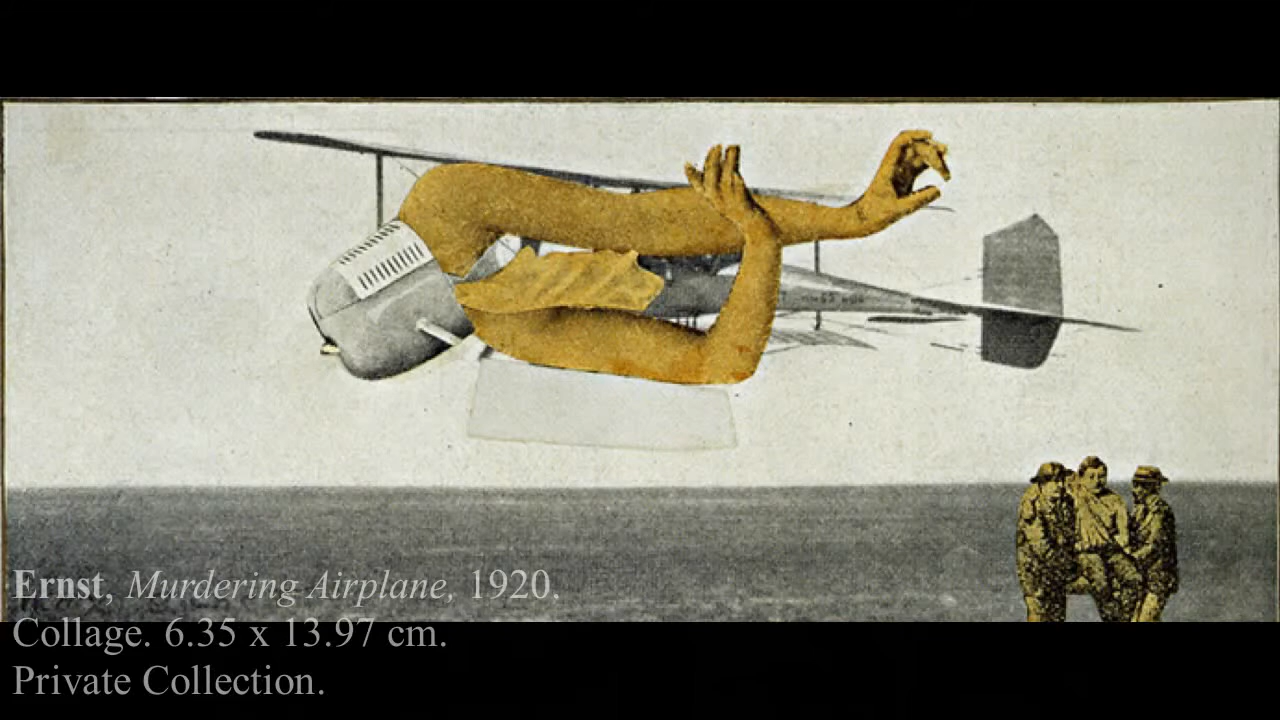 Ernst, Murdering Airplane, 1920.
Collage. 6.35 x 13.97 cm.
Private Collection.